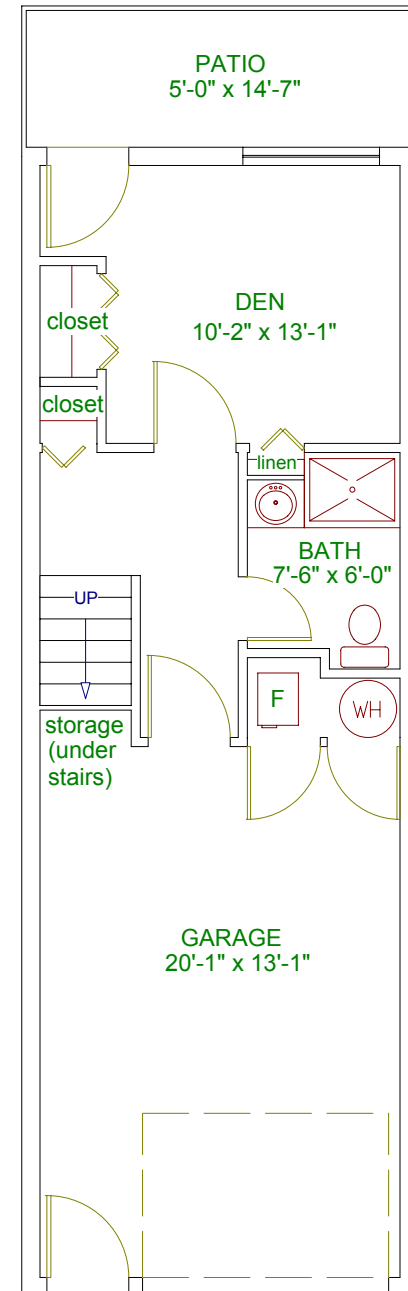 PATIO
5'-0" x 14'-7"
DEN
10'-2" x 13'-1"
closet
closet
linen
BATH
7'-6" x 6'-0"
UP
F
WH
storage
(under
stairs)
GARAGE
20'-1" x 13'-1"